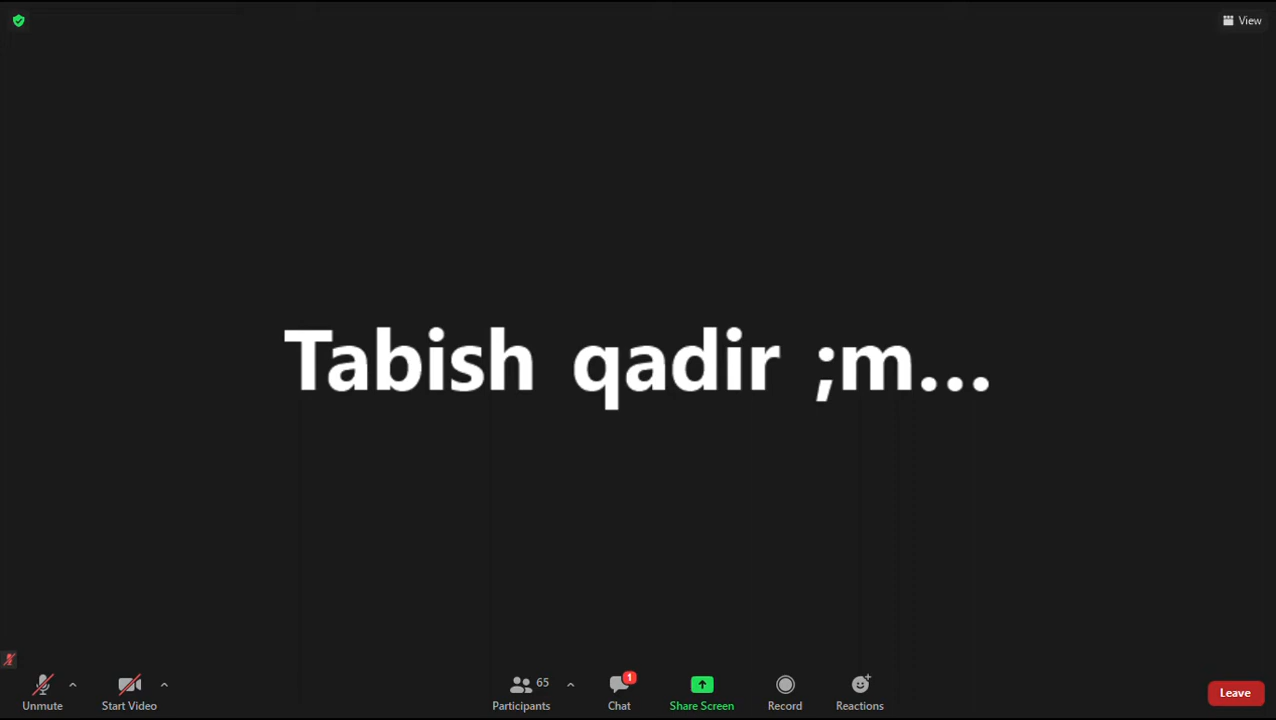 View
Tabish qadir ;m...
65
1
Unmute
Start Video
Participants
Chat
Share Screen
Record
Reactions
Leave